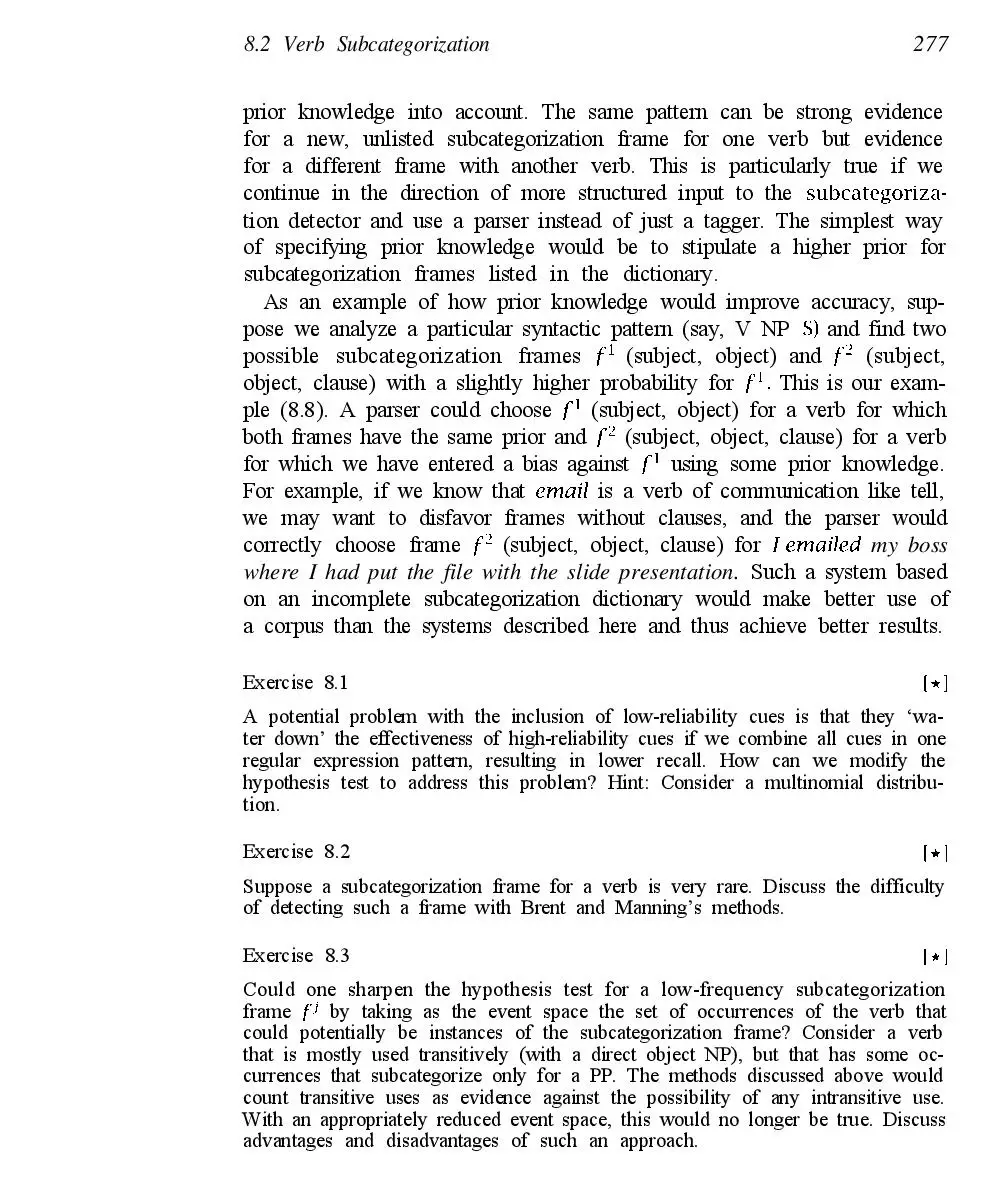 8.2 Verb Subcategorization 277
prior knowledge into account. The same pattern can be strong evidence
for a new, unlisted subcategorization frame for one verb but evidence
for a different frame with another verb. This is particularly true if we
continue in the direction of more structured input to the subcategoriza-
tion detector and use a parser instead of just a tagger. The simplest way
of specifying prior knowledge would be to stipulate a higher prior for
subcategorization frames listed in the dictionary.
As an example of how prior knowledge would improve accuracy, sup-
pose we analyze a particular syntactic pattern (say, V NP S) and find two
possible subcategorization frames f¹ (subject, object) and f² (subject,
object, clause) with a slightly higher probability for f¹. This is our exam-
ple (8.8). A parser could choose f¹ (subject, object) for a verb for which
both frames have the same prior and f² (subject, object, clause) for a verb
for which we have entered a bias against f¹ using some prior knowledge.
For example, if we know that email is a verb of communication like tell,
we may want to disfavor frames without clauses, and the parser would
correctly choose frame f² (subject, object, clause) for I emailed my boss
where I had put the file with the slide presentation. Such a system based
on an incomplete subcategorization dictionary would make better use of
a corpus than the systems described here and thus achieve better results.
Exercise 8.1 [⋆]
A potential problem with the inclusion of low-reliability cues is that they ‘wa-
ter down’ the effectiveness of high-reliability cues if we combine all cues in one
regular expression pattern, resulting in lower recall. How can we modify the
hypothesis test to address this problem? Hint: Consider a multinomial distribu-
tion.
Exercise 8.2 [⋆]
Suppose a subcategorization frame for a verb is very rare. Discuss the difficulty
of detecting such a frame with Brent and Manning’s methods.
Exercise 8.3 [⋆]
Could one sharpen the hypothesis test for a low-frequency subcategorization
frame fʲ by taking as the event space the set of occurrences of the verb that
could potentially be instances of the subcategorization frame? Consider a verb
that is mostly used transitively (with a direct object NP), but that has some oc-
currences that subcategorize only for a PP. The methods discussed above would
count transitive uses as evidence against the possibility of any intransitive use.
With an appropriately reduced event space, this would no longer be true. Discuss
advantages and disadvantages of such an approach.